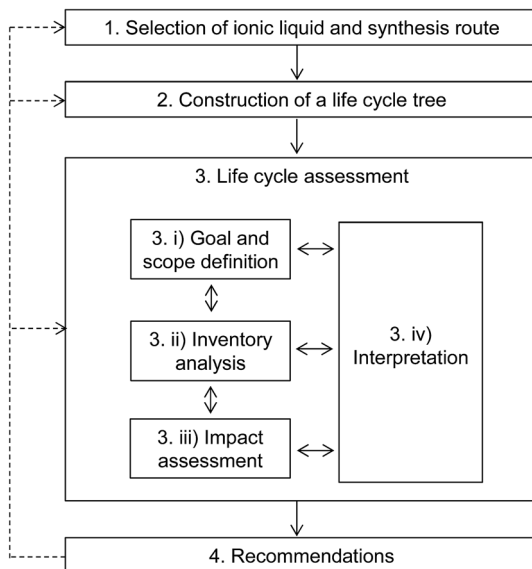 1. Selection of ionic liquid and synthesis route
2. Construction of a life cycle tree
3. Life cycle assessment
3. i) Goal and
scope definition
3. ii) Inventory
analysis
3. iii) Impact
assessment
3. iv)
Interpretation
4. Recommendations